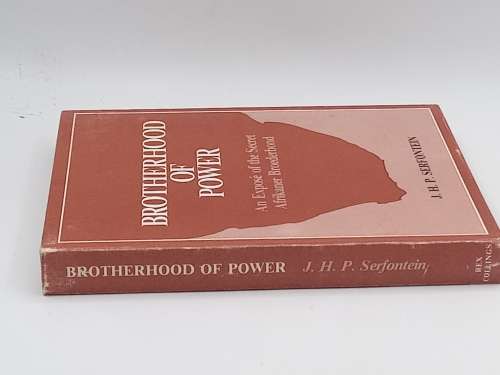 BROTHERHOOD
OF
POWER
An Exposé of the Secret
Afrikaner Broederbond
J. H. P. SERFONTEIN
BROTHERHOOD OF POWER J. H. P. Serfontein
REX
COLLINGS